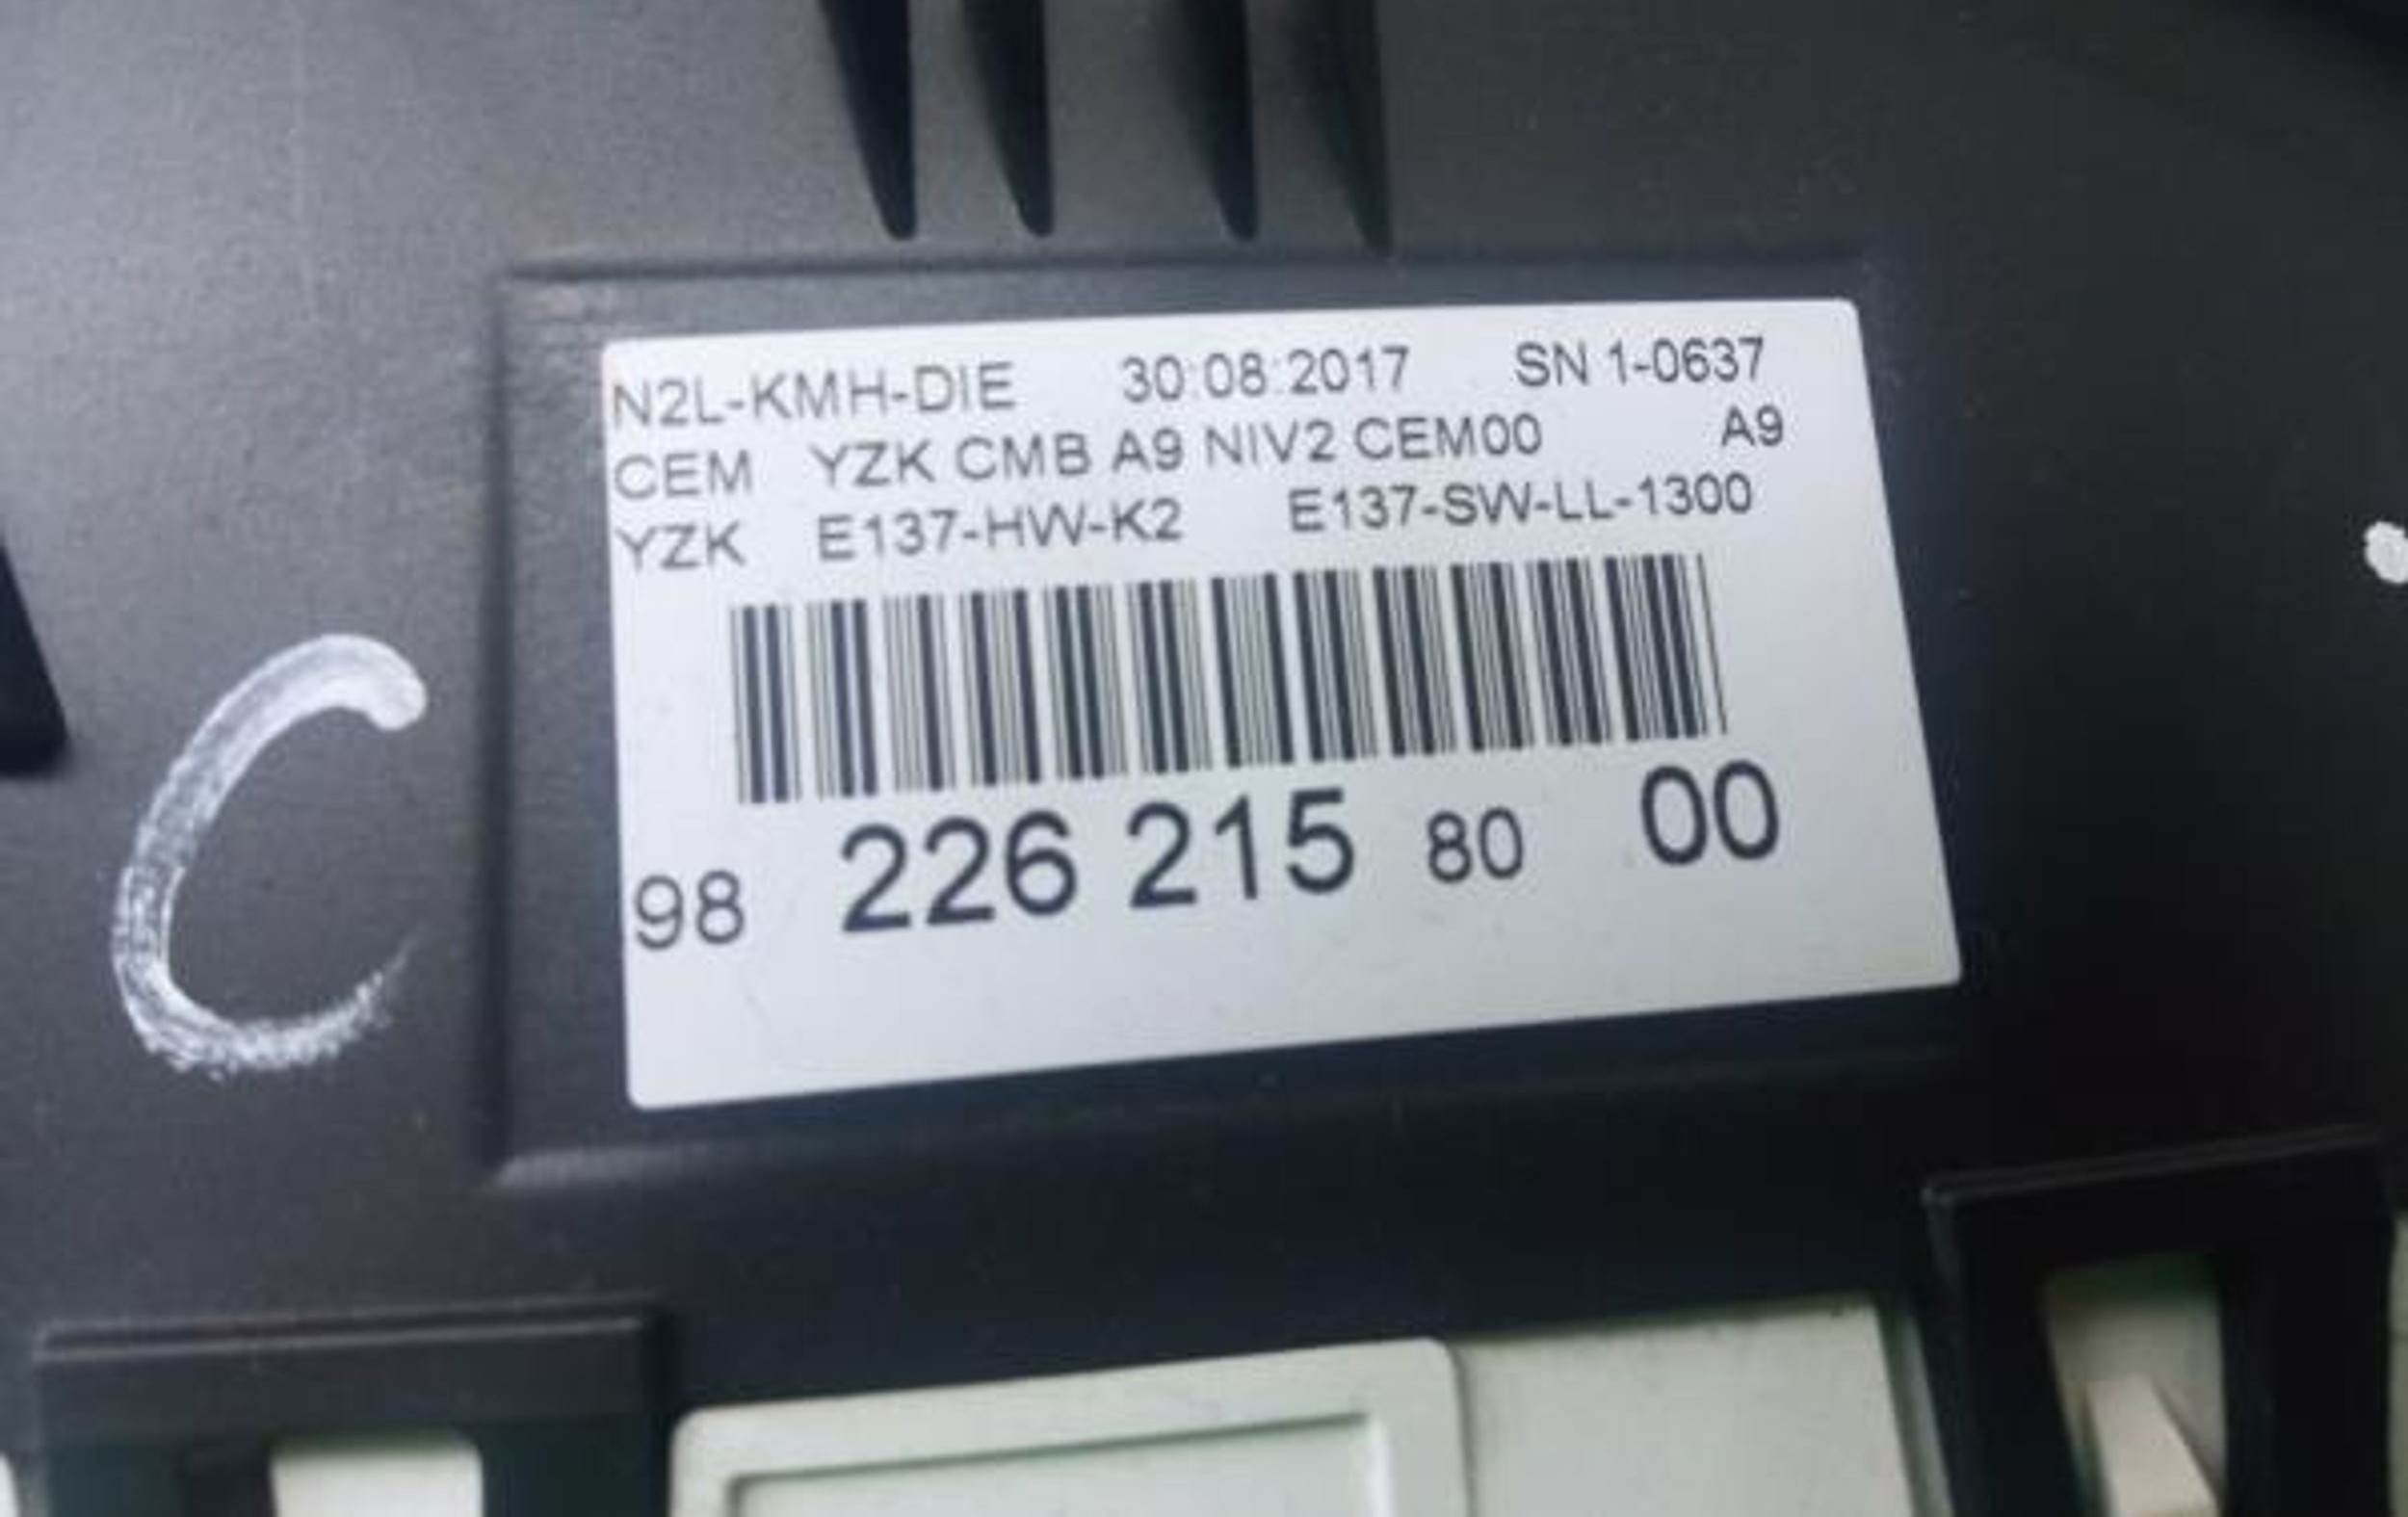 N2L-KMH-DIE 30:08:2017 SN 1-0637
CEM YZK CMB A9 NIV2 CEM00 A9
YZK E137-HW-K2 E137-SW-LL-1300
98 226 215 80 00
C